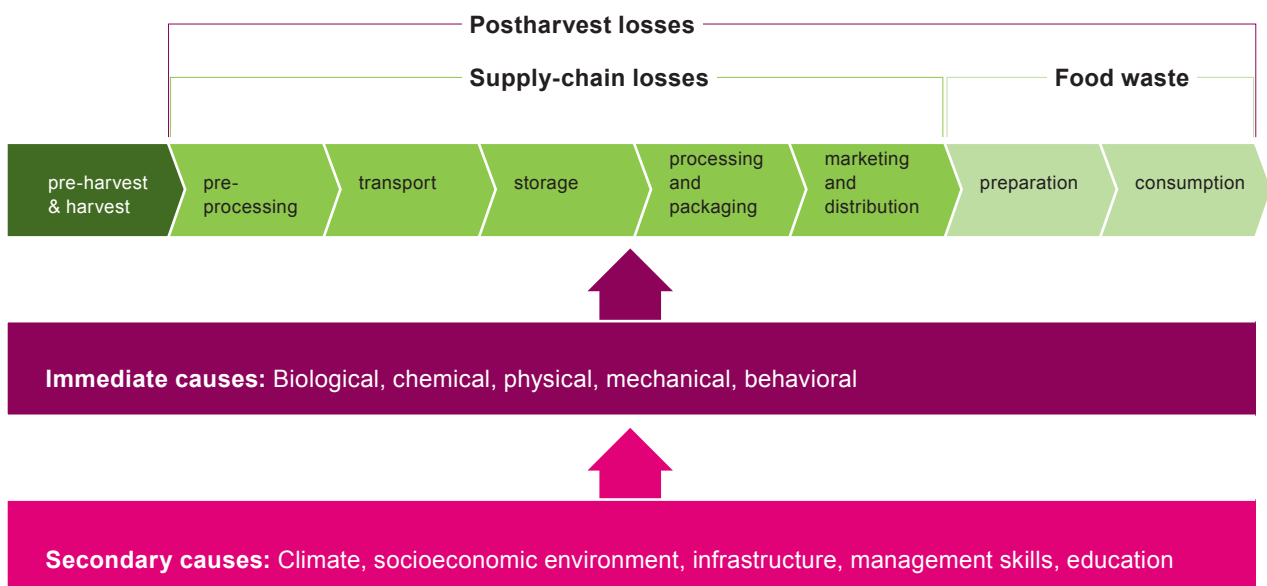 Postharvest losses
Supply-chain losses
Food waste
pre-harvest
& harvest
pre-
processing
transport
storage
processing
and
packaging
marketing
and
distribution
preparation
consumption
Immediate causes: Biological, chemical, physical, mechanical, behavioral
Secondary causes: Climate, socioeconomic environment, infrastructure, management skills, education